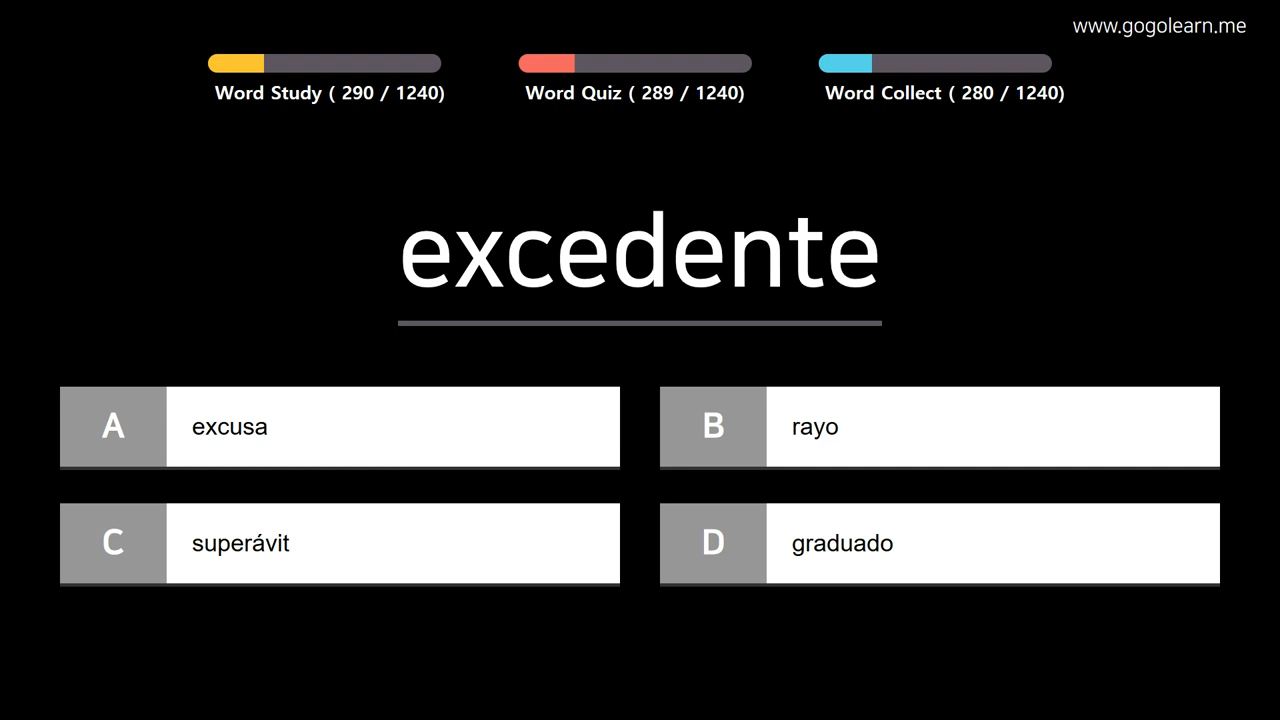 www.gogolearn.me
Word Study ( 290 / 1240)
Word Quiz ( 289 / 1240)
Word Collect ( 280 / 1240)
excedente
A
excusa
B
rayo
C
superávit
D
graduado